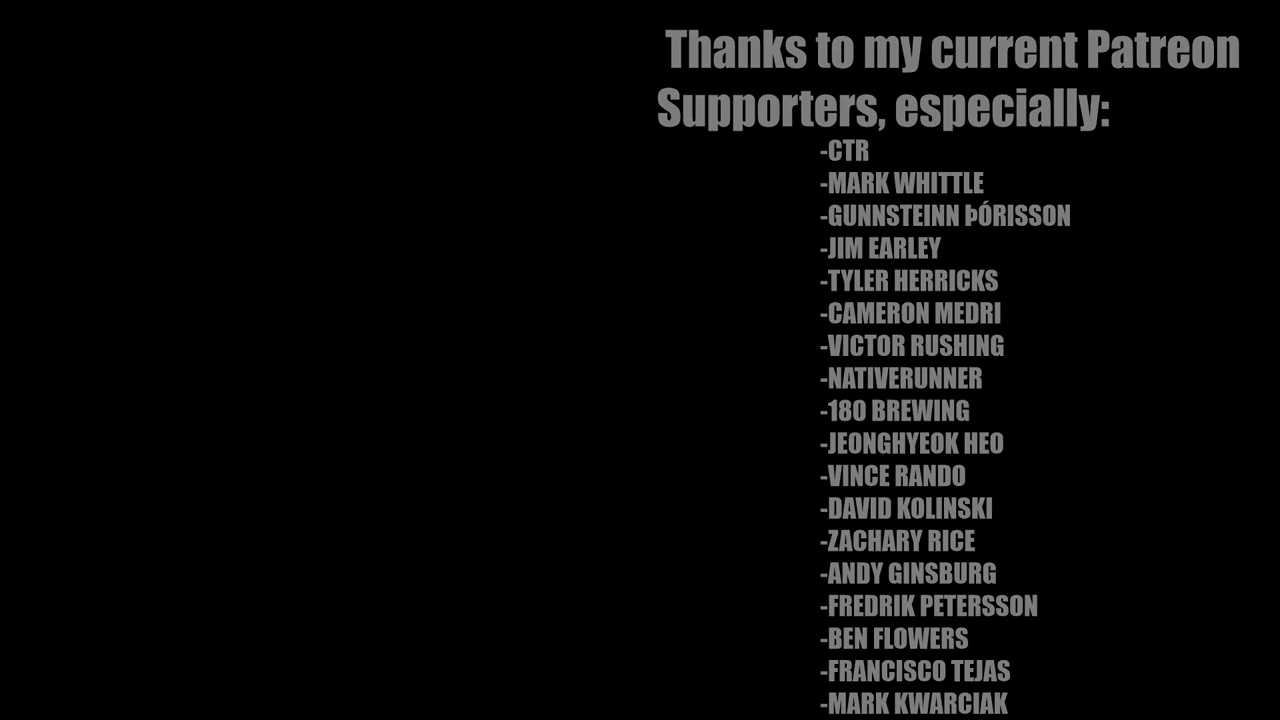 Thanks to my current Patreon
Supporters, especially:
-CTR
-MARK WHITTLE
-GUNNSTEINN ÞÓRISSON
-JIM EARLEY
-TYLER HERRICKS
-CAMERON MEDRI
-VICTOR RUSHING
-NATIVERUNNER
-180 BREWING
-JEONGHYEOK HEO
-VINCE RANDO
-DAVID KOLINSKI
-ZACHARY RICE
-ANDY GINSBURG
-FREDRIK PETERSSON
-BEN FLOWERS
-FRANCISCO TEJAS
-MARK KWARCIAK